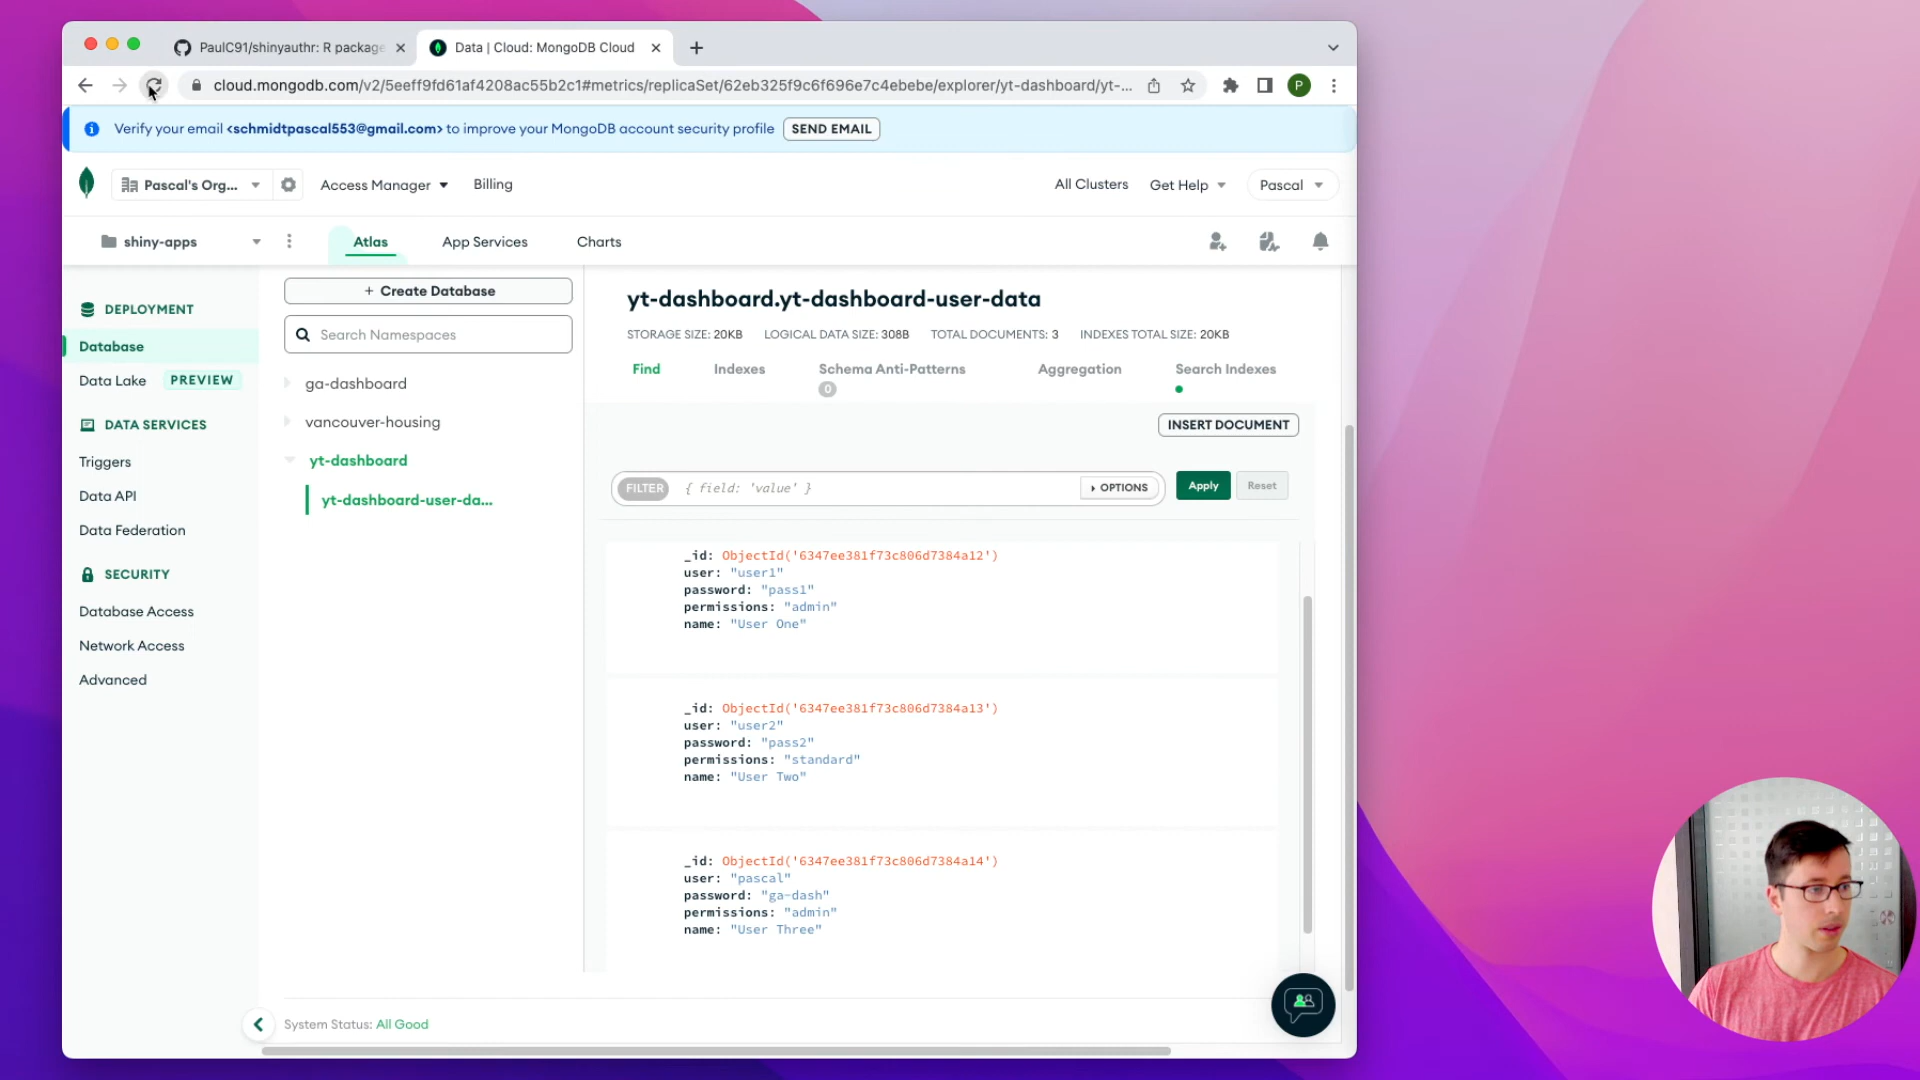 PaulC91/shinyauthr: R package
Data | Cloud: MongoDB Cloud
cloud.mongodb.com/v2/5eeff9fd61af4208ac55b2c1#metrics/replicaSet/62eb325f9c6f696e7c4ebebe/explorer/yt-dashboard/yt-...
P
Verify your email <schmidtpascal553@gmail.com> to improve your MongoDB account security profile
SEND EMAIL
Pascal's Org...
Access Manager
Billing
All Clusters
Get Help
Pascal
shiny-apps
Atlas
App Services
Charts
DEPLOYMENT
Database
Data Lake PREVIEW
DATA SERVICES
Triggers
Data API
Data Federation
SECURITY
Database Access
Network Access
Advanced
+ Create Database
Search Namespaces
ga-dashboard
vancouver-housing
yt-dashboard
yt-dashboard-user-da...
yt-dashboard.yt-dashboard-user-data
STORAGE SIZE: 20KB LOGICAL DATA SIZE: 308B TOTAL DOCUMENTS: 3 INDEXES TOTAL SIZE: 20KB
Find
Indexes
Schema Anti-Patterns
0
Aggregation
Search Indexes
INSERT DOCUMENT
FILTER { field: 'value' }
OPTIONS
Apply
Reset
_id: ObjectId('6347ee381f73c806d7384a12')
user: "user1"
password: "pass1"
permissions: "admin"
name: "User One"
_id: ObjectId('6347ee381f73c806d7384a13')
user: "user2"
password: "pass2"
permissions: "standard"
name: "User Two"
_id: ObjectId('6347ee381f73c806d7384a14')
user: "pascal"
password: "ga-dash"
permissions: "admin"
name: "User Three"
System Status: All Good